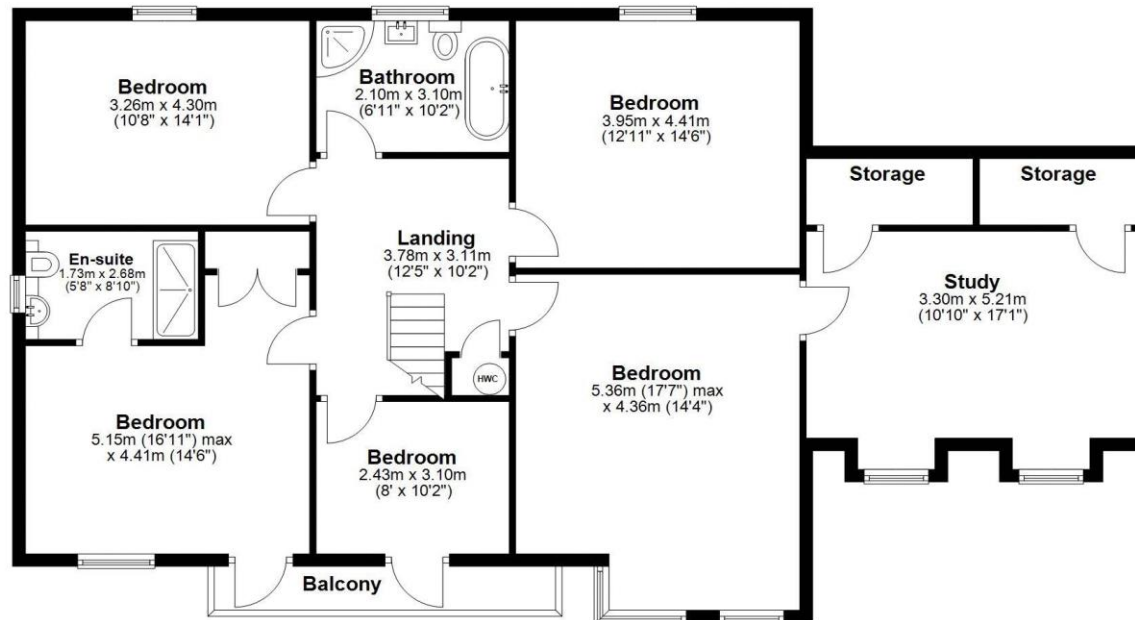 Bedroom
3.26m x 4.30m
(10'8" x 14'1")
Bathroom
2.10m x 3.10m
(6'11" x 10'2")
Bedroom
3.95m x 4.41m
(12'11" x 14'6")
Storage
Storage
En-suite
1.73m x 2.68m
(5'8" x 8'10")
Landing
3.78m x 3.11m
(12'5" x 10'2")
Study
3.30m x 5.21m
(10'10" x 17'1")
HWC
Bedroom
5.15m (16'11") max
x 4.41m (14'6")
Bedroom
2.43m x 3.10m
(8' x 10'2")
Bedroom
5.36m (17'7") max
x 4.36m (14'4")
Balcony